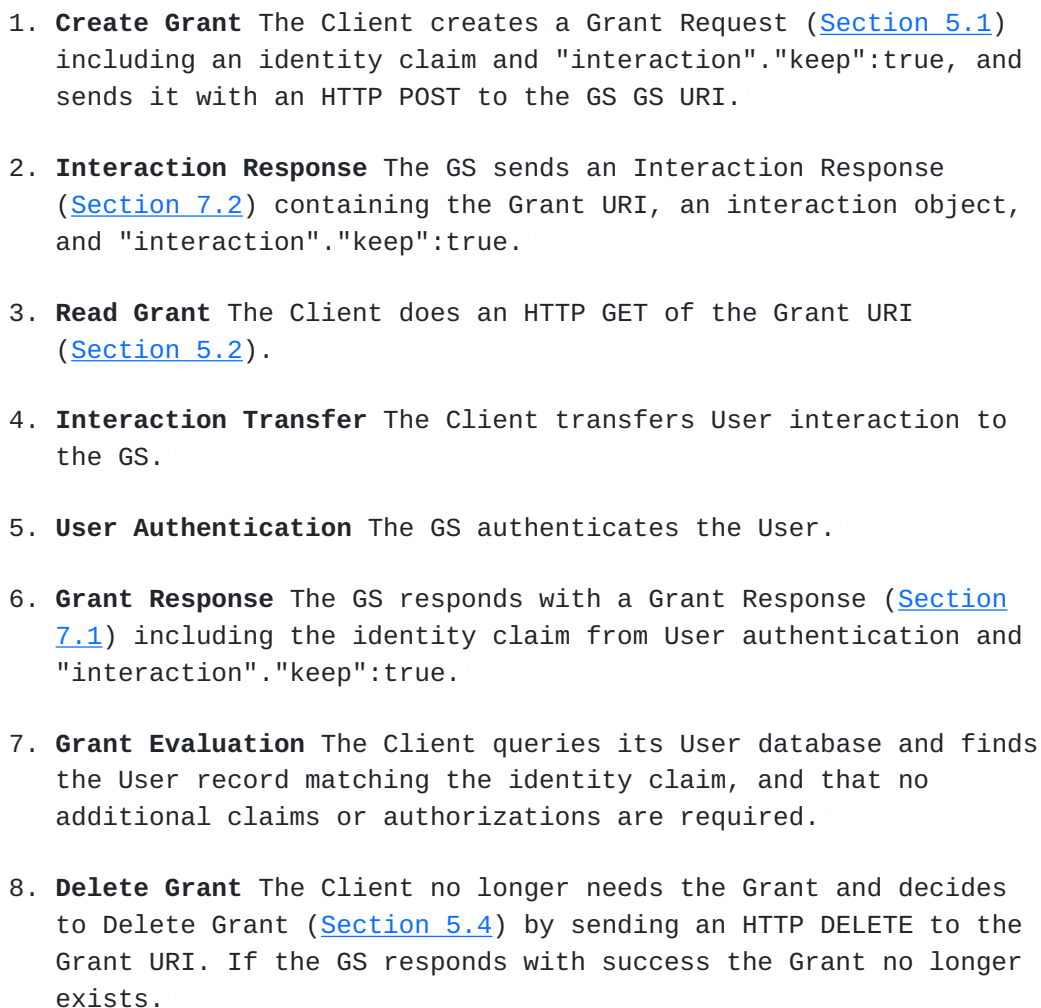 1. Create Grant The Client creates a Grant Request (Section 5.1)
including an identity claim and "interaction"."keep":true, and
sends it with an HTTP POST to the GS GS URI.
2. Interaction Response The GS sends an Interaction Response
(Section 7.2) containing the Grant URI, an interaction object,
and "interaction"."keep":true.
3. Read Grant The Client does an HTTP GET of the Grant URI
(Section 5.2).
4. Interaction Transfer The Client transfers User interaction to
the GS.
5. User Authentication The GS authenticates the User.
6. Grant Response The GS responds with a Grant Response (Section
7.1) including the identity claim from User authentication and
"interaction"."keep":true.
7. Grant Evaluation The Client queries its User database and finds
the User record matching the identity claim, and that no
additional claims or authorizations are required.
8. Delete Grant The Client no longer needs the Grant and decides
to Delete Grant (Section 5.4) by sending an HTTP DELETE to the
Grant URI. If the GS responds with success the Grant no longer
exists.